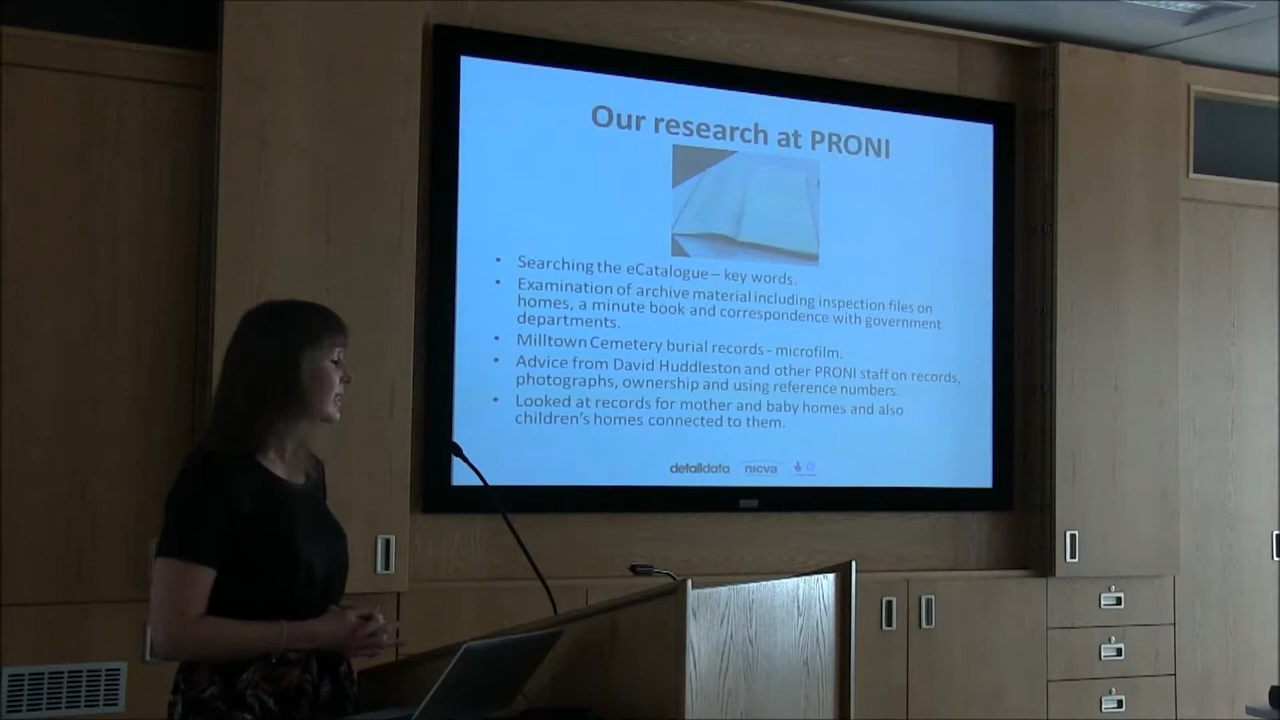 Our research at PRONI
• Searching the eCatalogue – key words.
• Examination of archive material including inspection files on
homes, a minute book and correspondence with government
departments.
• Milltown Cemetery burial records - microfilm.
• Advice from David Huddleston and other PRONI staff on records,
photographs, ownership and using reference numbers.
• Looked at records for mother and baby homes and also
children's homes connected to them.
detaildata nicva